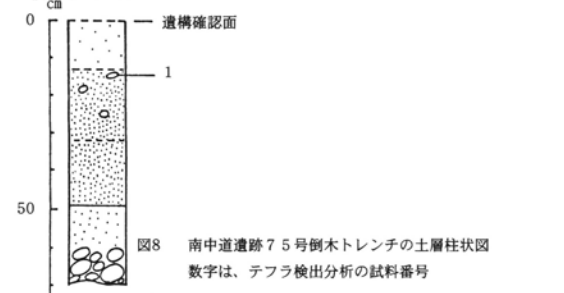 cm
0
遺構確認面
1
50
図8 南中道遺跡75号倒木トレンチの土層柱状図
数字は、テフラ検出分析の試料番号